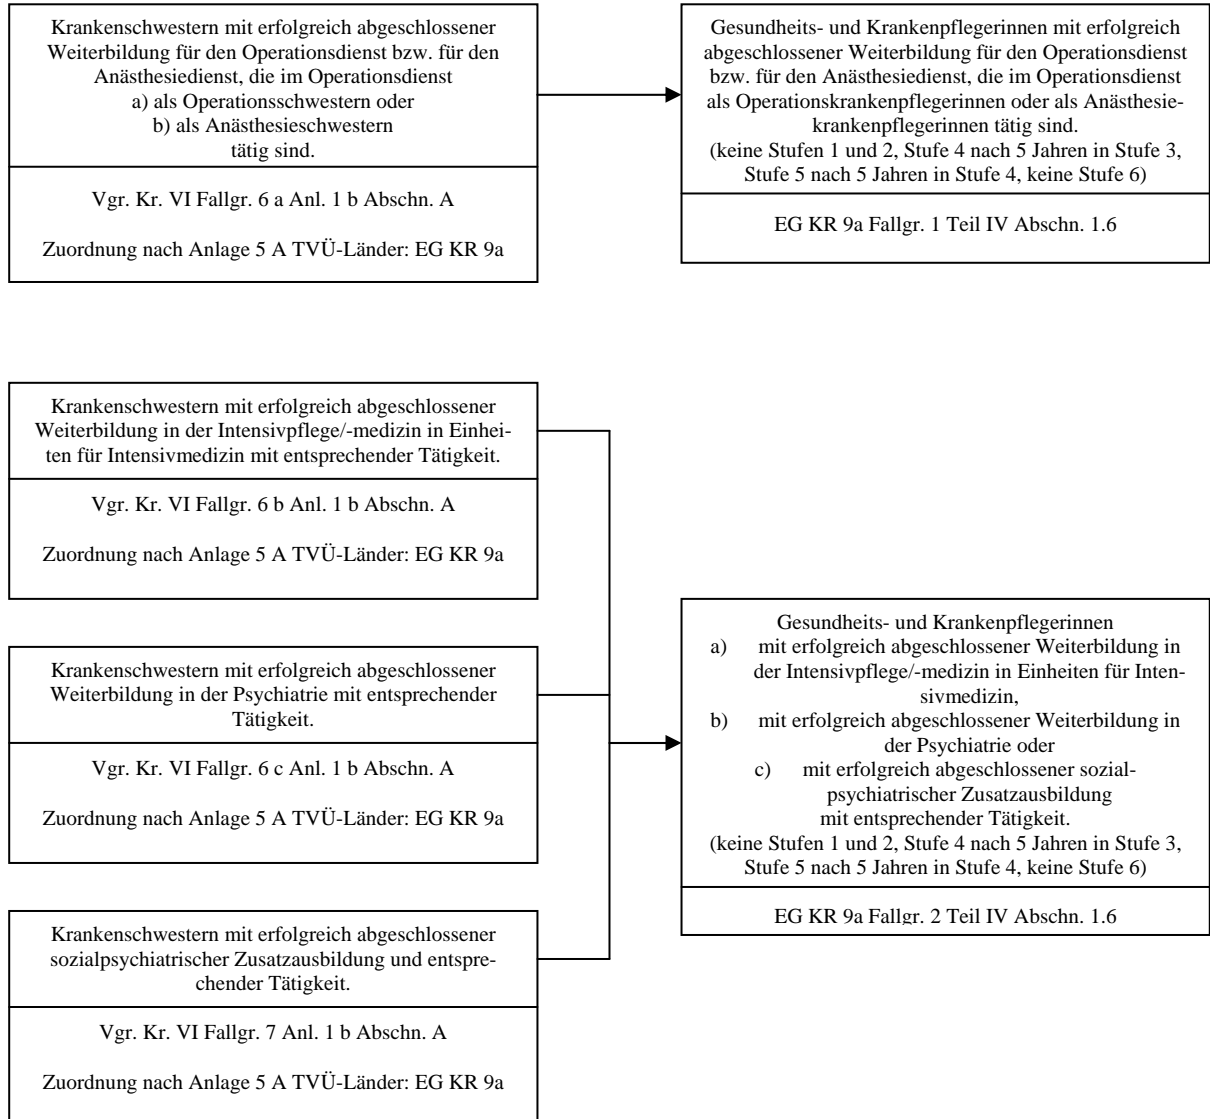 Krankenschwestern mit erfolgreich abgeschlossener
Weiterbildung für den Operationsdienst bzw. für den
Anästhesiedienst, die im Operationsdienst
a) als Operationsschwestern oder
b) als Anästhesieschwestern
tätig sind.
Vgr. Kr. VI Fallgr. 6 a Anl. 1 b Abschn. A
Zuordnung nach Anlage 5 A TVÜ-Länder: EG KR 9a
Gesundheits- und Krankenpflegerinnen mit erfolgreich
abgeschlossener Weiterbildung für den Operationsdienst
bzw. für den Anästhesiedienst, die im Operationsdienst
als Operationskrankenpflegerinnen oder als Anästhesie-
krankenpflegerinnen tätig sind.
(keine Stufen 1 und 2, Stufe 4 nach 5 Jahren in Stufe 3,
Stufe 5 nach 5 Jahren in Stufe 4, keine Stufe 6)
EG KR 9a Fallgr. 1 Teil IV Abschn. 1.6
Krankenschwestern mit erfolgreich abgeschlossener
Weiterbildung in der Intensivpflege/-medizin in Einhei-
ten für Intensivmedizin mit entsprechender Tätigkeit.
Vgr. Kr. VI Fallgr. 6 b Anl. 1 b Abschn. A
Zuordnung nach Anlage 5 A TVÜ-Länder: EG KR 9a
Krankenschwestern mit erfolgreich abgeschlossener
Weiterbildung in der Psychiatrie mit entsprechender
Tätigkeit.
Vgr. Kr. VI Fallgr. 6 c Anl. 1 b Abschn. A
Zuordnung nach Anlage 5 A TVÜ-Länder: EG KR 9a
Krankenschwestern mit erfolgreich abgeschlossener
sozialpsychiatrischer Zusatzausbildung und entspre-
chender Tätigkeit.
Vgr. Kr. VI Fallgr. 7 Anl. 1 b Abschn. A
Zuordnung nach Anlage 5 A TVÜ-Länder: EG KR 9a
Gesundheits- und Krankenpflegerinnen
a) mit erfolgreich abgeschlossener Weiterbildung in
der Intensivpflege/-medizin in Einheiten für Inten-
sivmedizin,
b) mit erfolgreich abgeschlossener Weiterbildung in
der Psychiatrie oder
c) mit erfolgreich abgeschlossener sozial-
psychiatrischer Zusatzausbildung
mit entsprechender Tätigkeit.
(keine Stufen 1 und 2, Stufe 4 nach 5 Jahren in Stufe 3,
Stufe 5 nach 5 Jahren in Stufe 4, keine Stufe 6)
EG KR 9a Fallgr. 2 Teil IV Abschn. 1.6